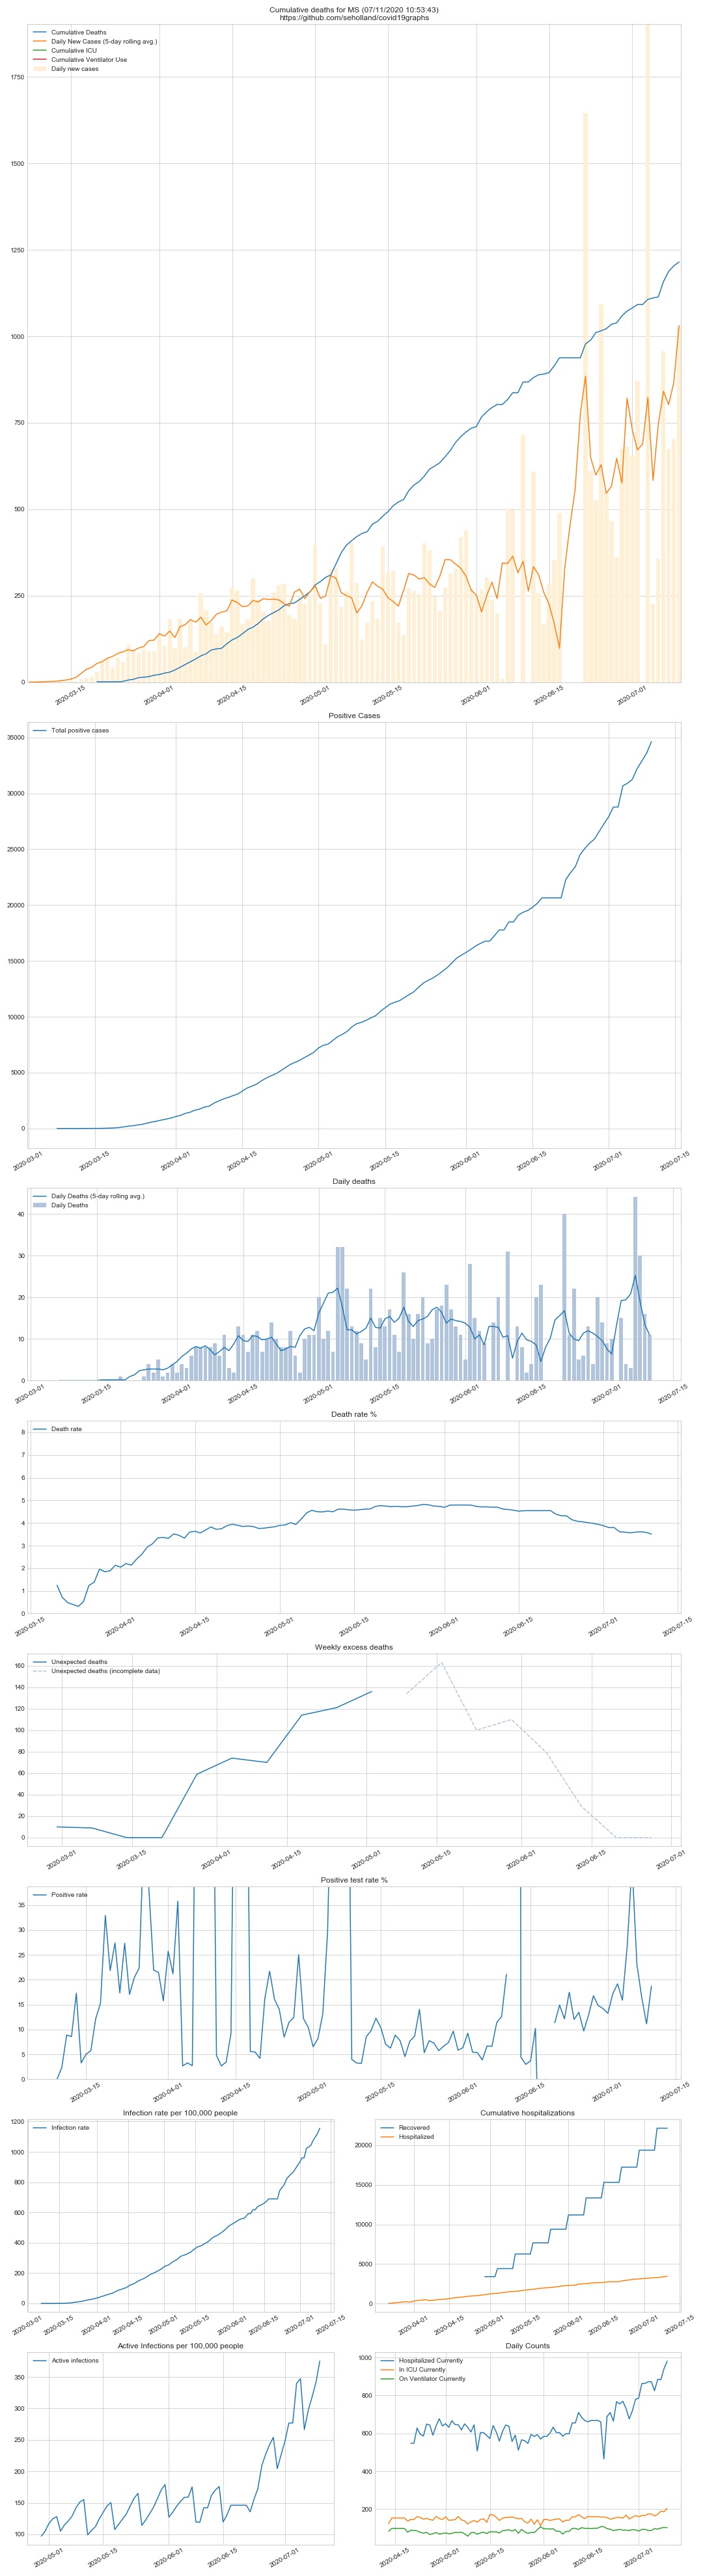 Cumulative deaths for MS (07/11/2020 10:53:43)
https://github.com/seholland/covid19graphs
Cumulative Deaths
Daily New Cases (5-day rolling avg.)
Cumulative ICU
Cumulative Ventilator Use
Daily new cases
1750
1500
1250
1000
750
500
250
0
2020-03-15 2020-04-01 2020-04-15 2020-05-01 2020-05-15 2020-06-01 2020-06-15 2020-07-01
Positive Cases
Total positive cases
35000
30000
25000
20000
15000
10000
5000
0
2020-03-01 2020-03-15 2020-04-01 2020-04-15 2020-05-01 2020-05-15 2020-06-01 2020-06-15 2020-07-01 2020-07-15
Daily deaths
Daily Deaths (5-day rolling avg.)
Daily Deaths
40
30
20
10
0
2020-03-01 2020-03-15 2020-04-01 2020-04-15 2020-05-01 2020-05-15 2020-06-01 2020-06-15 2020-07-01 2020-07-15
Death rate %
Death rate
8
7
6
5
4
3
2
1
0
2020-03-15 2020-04-01 2020-04-15 2020-05-01 2020-05-15 2020-06-01 2020-06-15 2020-07-01 2020-07-15
Weekly excess deaths
Unexpected deaths
Unexpected deaths (incomplete data)
160
140
120
100
80
60
40
20
0
2020-03-01 2020-03-15 2020-04-01 2020-04-15 2020-05-01 2020-05-15 2020-06-01 2020-06-15 2020-07-01
Positive test rate %
Positive rate
35
30
25
20
15
10
5
0
2020-03-15 2020-04-01 2020-04-15 2020-05-01 2020-05-15 2020-06-01 2020-06-15 2020-07-01 2020-07-15
Infection rate per 100,000 people
Infection rate
1200
1000
800
600
400
200
0
2020-03-01 2020-03-15 2020-04-01 2020-04-15 2020-05-01 2020-05-15 2020-06-01 2020-06-15 2020-07-01 2020-07-15
Cumulative hospitalizations
Recovered
Hospitalized
20000
15000
10000
5000
0
2020-04-01 2020-04-15 2020-05-01 2020-05-15 2020-06-01 2020-06-15 2020-07-01 2020-07-15
Active Infections per 100,000 people
Active infections
350
300
250
200
150
100
2020-05-01 2020-05-15 2020-06-01 2020-06-15 2020-07-01
Daily Counts
Hospitalized Currently
In ICU Currently
On Ventilator Currently
1000
800
600
400
200
2020-04-15 2020-05-01 2020-05-15 2020-06-01 2020-06-15 2020-07-01